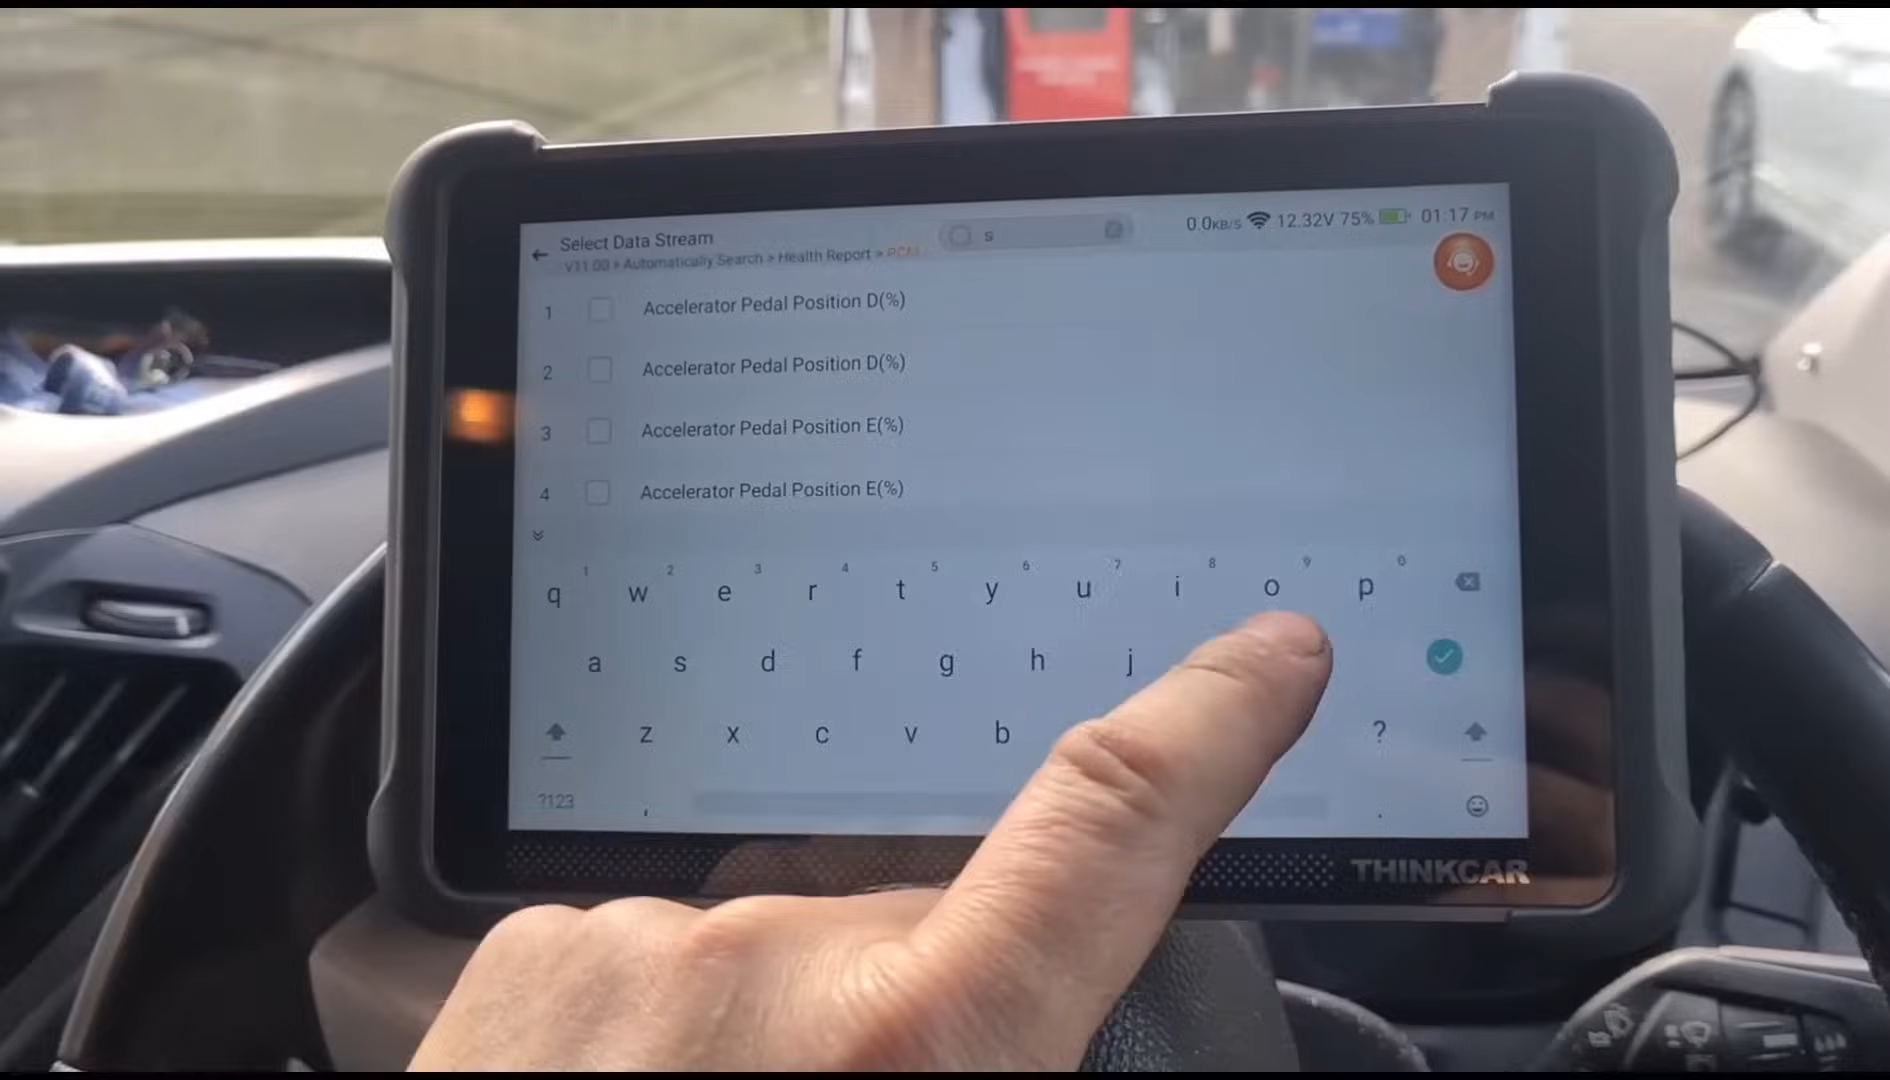 Select Data Stream
s
0.0KB/S 12.32V 75% 01:17 PM
V11.00 > Automatically Search > Health Report > PCM
1 Accelerator Pedal Position D(%)
2 Accelerator Pedal Position D(%)
3 Accelerator Pedal Position E(%)
4 Accelerator Pedal Position E(%)
1 2 3 4 5 6 7 8 9 0
q w e r t y u i o p
a s d f g h j
z x c v b ?
?123 , .
THINKCAR